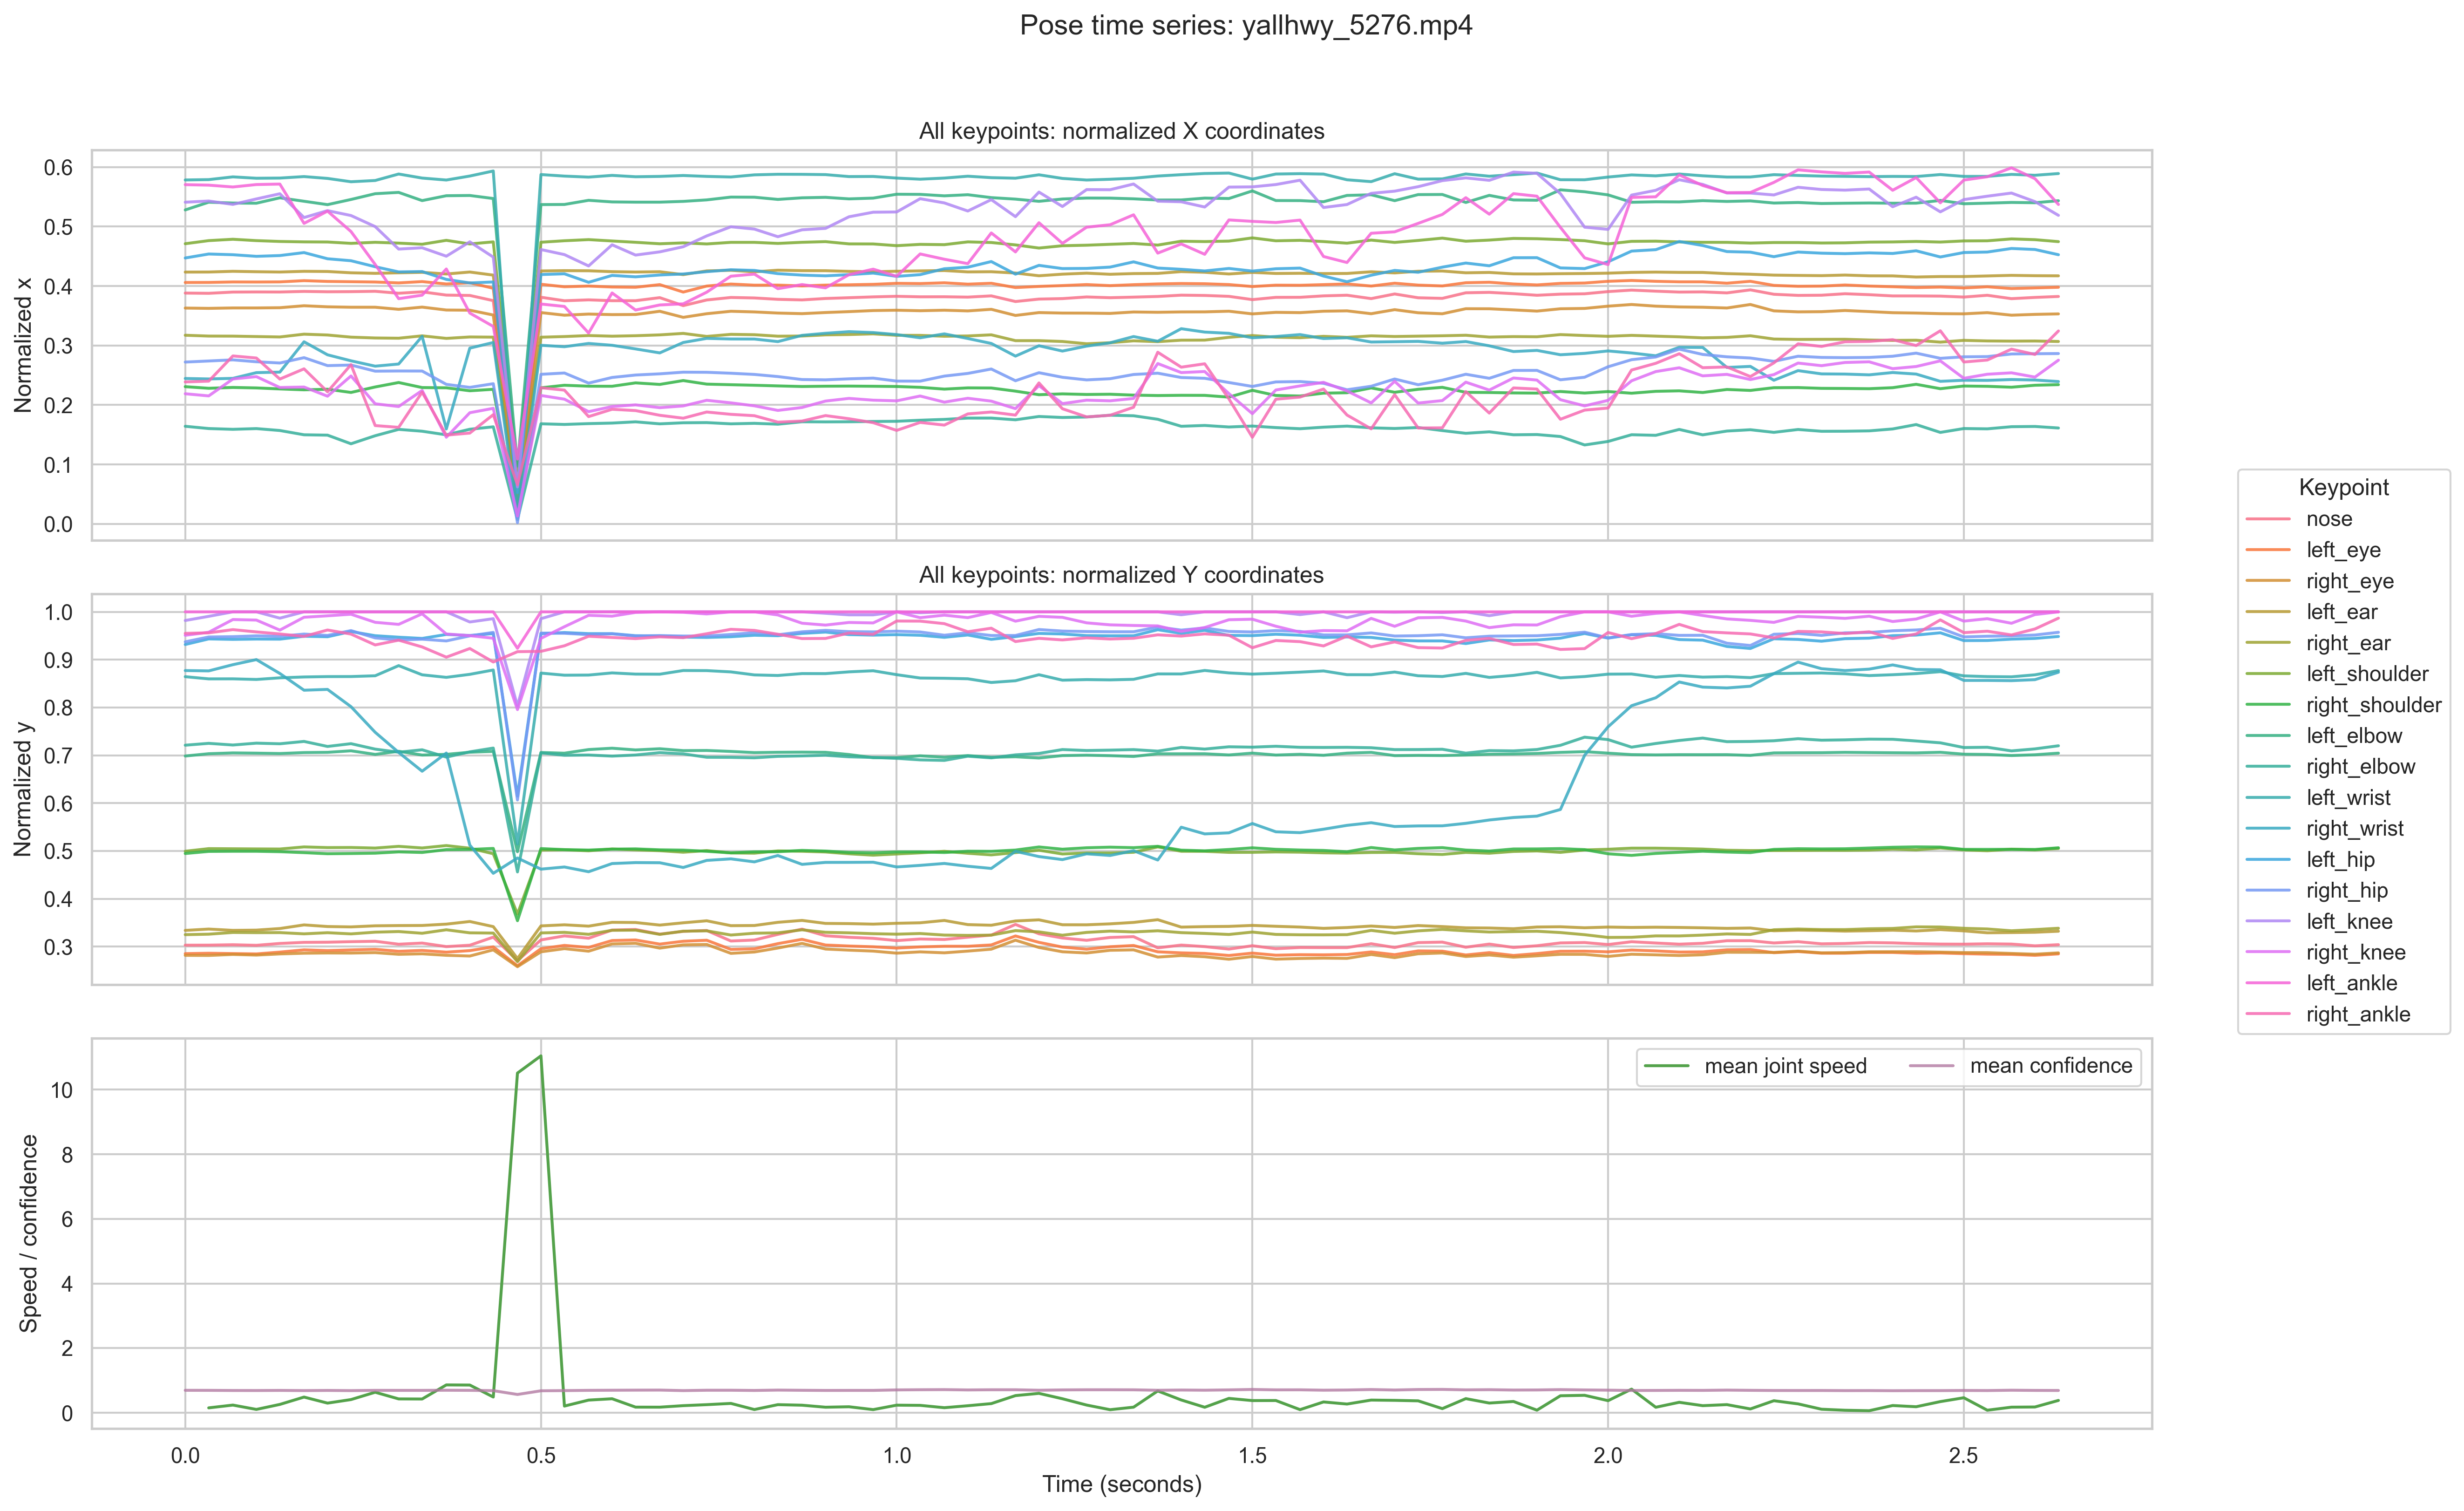 Pose time series: yallhwy_5276.mp4
All keypoints: normalized X coordinates
Normalized x
0.6
0.5
0.4
0.3
0.2
0.1
0.0
All keypoints: normalized Y coordinates
Normalized y
1.0
0.9
0.8
0.7
0.6
0.5
0.4
0.3
Speed / confidence
10
8
6
4
2
0
mean joint speed
mean confidence
0.0
0.5
1.0
1.5
2.0
2.5
Time (seconds)
Keypoint
nose
left_eye
right_eye
left_ear
right_ear
left_shoulder
right_shoulder
left_elbow
right_elbow
left_wrist
right_wrist
left_hip
right_hip
left_knee
right_knee
left_ankle
right_ankle